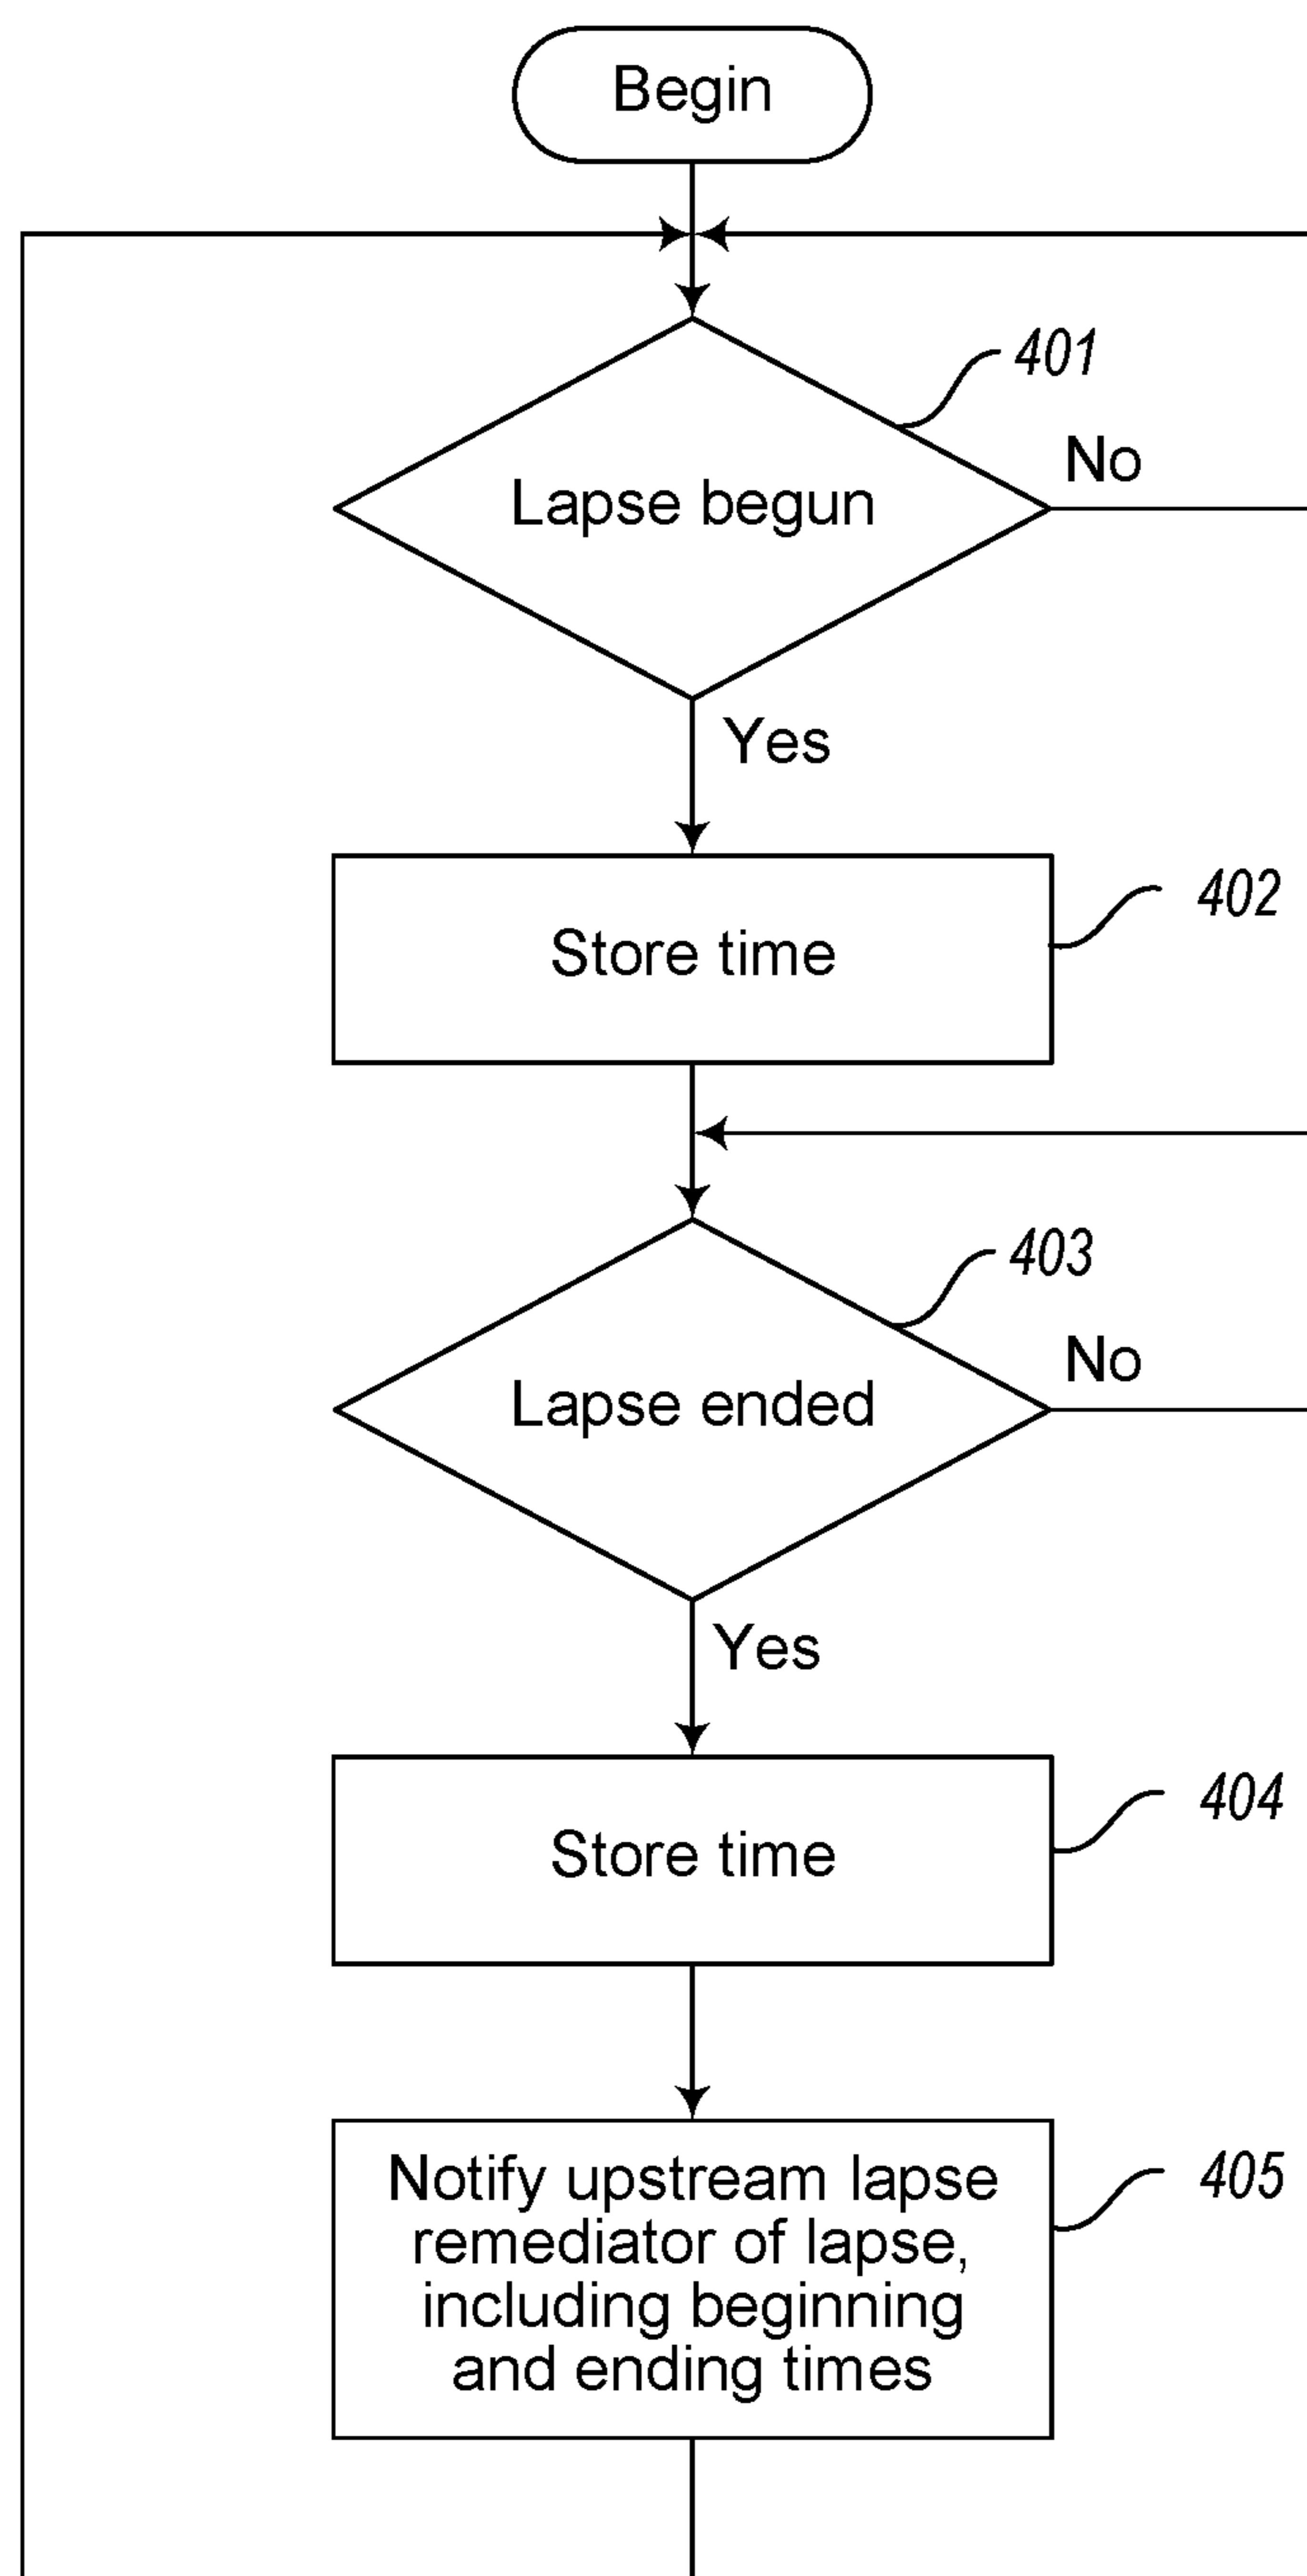 Begin
401
No
Lapse begun
Yes
402
Store time
403
No
Lapse ended
Yes
404
Store time
405
Notify upstream lapse
remediator of lapse,
including beginning
and ending times